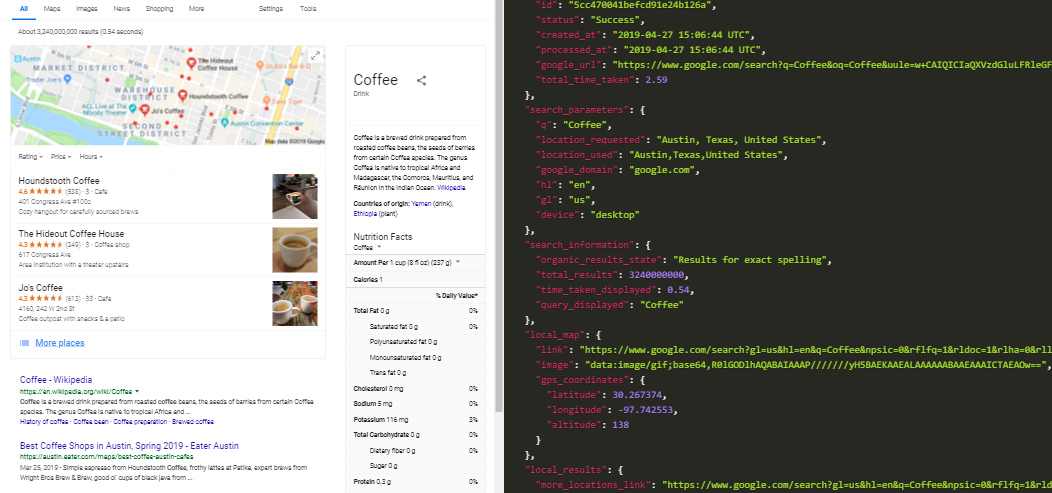 All Maps Images News Shopping More Settings Tools
About 3,240,000,000 results (0.54 seconds)
Austin
MARKET DISTRICT
The Hideout
Coffee House
Trader Joe's
WAREHOUSE
DISTRICT
Houndstooth Coffee
ACL Live at The
Moody Theater
Jo's Coffee
SECOND
STREET DISTRICT
Austin Convention Center
Map data ©2019 Google
Rating Price Hours
Houndstooth Coffee
4.6 (538) · $ · Cafe
401 Congress Ave #100c
Cozy hangout for carefully sourced brews
The Hideout Coffee House
4.3 (249) · $ · Coffee shop
617 Congress Ave
Area institution with a theater upstairs
Jo's Coffee
4.3 (613) · $$ · Cafe
4160, 242 W 2nd St
Coffee outpost with snacks & a patio
More places
Coffee - Wikipedia
https://en.wikipedia.org/wiki/Coffee
Coffee is a brewed drink prepared from roasted coffee beans, the seeds of berries from certain Coffea
species. The genus Coffea is native to tropical Africa and ...
History of coffee · Coffee bean · Coffee preparation · Brewed coffee
Best Coffee Shops in Austin, Spring 2019 - Eater Austin
https://austin.eater.com/maps/best-coffee-austin-cafes
Mar 25, 2019 - Simple espresso from Houndstooth Coffee, frothy lattes at Patika, expert brews from
Wright Bros Brew & Brew, good ol' cups of black java from ...
Coffee
Drink
Coffee is a brewed drink prepared from
roasted coffee beans, the seeds of berries
from certain Coffea species. The genus
Coffea is native to tropical Africa and
Madagascar, the Comoros, Mauritius, and
Réunion in the Indian Ocean. Wikipedia
Countries of origin: Yemen (drink),
Ethiopia (plant)
Nutrition Facts
Coffee
Amount Per 1 cup (8 fl oz) (237 g)
Calories 1
% Daily Value*
Total Fat 0 g 0%
Saturated fat 0 g 0%
Polyunsaturated fat 0 g
Monounsaturated fat 0 g
Trans fat 0 g
Cholesterol 0 mg 0%
Sodium 5 mg 0%
Potassium 116 mg 3%
Total Carbohydrate 0 g 0%
Dietary fiber 0 g 0%
Sugar 0 g
Protein 0.3 g 0%
"id": "5cc470041befcd91e24b126a",
"status": "Success",
"created_at": "2019-04-27 15:06:44 UTC",
"processed_at": "2019-04-27 15:06:44 UTC",
"google_url": "https://www.google.com/search?q=Coffee&oq=Coffee&uule=w+CAIQICIaQXVzdGluLFRleGF
"total_time_taken": 2.59
},
"search_parameters": {
"q": "Coffee",
"location_requested": "Austin, Texas, United States",
"location_used": "Austin,Texas,United States",
"google_domain": "google.com",
"hl": "en",
"gl": "us",
"device": "desktop"
},
"search_information": {
"organic_results_state": "Results for exact spelling",
"total_results": 3240000000,
"time_taken_displayed": 0.54,
"query_displayed": "Coffee"
},
"local_map": {
"link": "https://www.google.com/search?gl=us&hl=en&q=Coffee&npsic=0&rflfq=1&rldoc=1&rlha=0&rll
"image": "data:image/gif;base64,R0lGODlhAQABAIAAAP///////yH5BAEKAAEALAAAAAABAAEAAAICTAEAOw==",
"gps_coordinates": {
"latitude": 30.267374,
"longitude": -97.742553,
"altitude": 138
}
},
"local_results": {
"more_locations_link": "https://www.google.com/search?gl=us&hl=en&q=Coffee&npsic=0&rflfq=1&rld